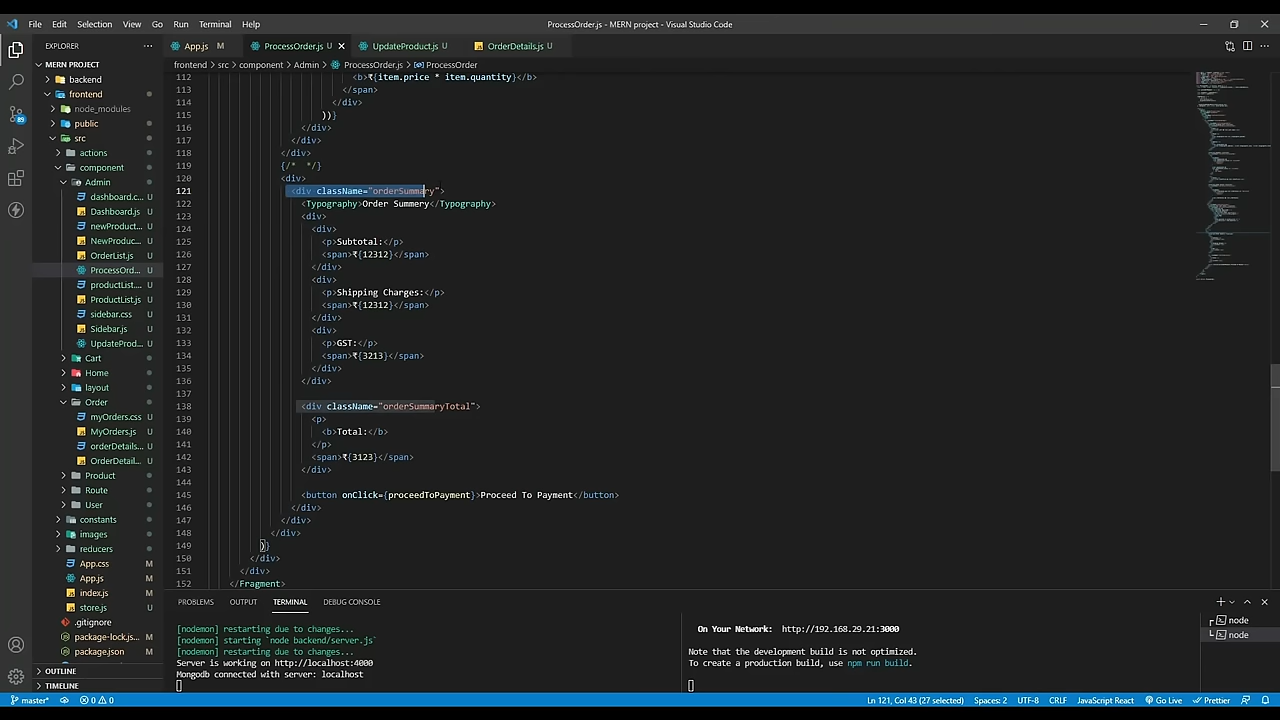 File Edit Selection View Go Run Terminal Help
ProcessOrder.js - MERN project - Visual Studio Code
EXPLORER
App.js M
ProcessOrder.js U
UpdateProduct.js U
OrderDetails.js U
MERN PROJECT
frontend > src > component > Admin > ProcessOrder.js > ProcessOrder
backend
frontend
node_modules
public
src
actions
component
Admin
dashboard.c... U
Dashboard.js U
newProduc... U
NewProduc... U
OrderList.js U
ProcessOrd... U
productList.... U
ProductList.js U
sidebar.css U
Sidebar.js U
UpdateProd... U
Cart
Home
layout
Order
myOrders.css U
MyOrders.js U
orderDetails... U
OrderDetail... U
Product
Route
User
constants
images
reducers
App.css M
App.js M
index.js M
store.js U
.gitignore
package-lock.js... M
package.json M
OUTLINE
TIMELINE
112 <b>₹{item.price * item.quantity}</b>
113 </span>
114 </div>
115 ))}
116 </div>
117 </div>
118 </div>
119 {/*  */}
120 <div>
121 <div className="orderSummary">
122 <Typography>Order Summery</Typography>
123 <div>
124 <div>
125 <p>Subtotal:</p>
126 <span>₹{12312}</span>
127 </div>
128 <div>
129 <p>Shipping Charges:</p>
130 <span>₹{12312}</span>
131 </div>
132 <div>
133 <p>GST:</p>
134 <span>₹{3213}</span>
135 </div>
136 </div>
137
138 <div className="orderSummaryTotal">
139 <p>
140 <b>Total:</b>
141 </p>
142 <span>₹{3123}</span>
143 </div>
144
145 <button onClick={proceedToPayment}>Proceed To Payment</button>
146 </div>
147 </div>
148 </div>
149 )}
150 </div>
151 </div>
152 </Fragment>
PROBLEMS OUTPUT TERMINAL DEBUG CONSOLE
[nodemon] restarting due to changes...
[nodemon] starting `node backend/server.js`
[nodemon] restarting due to changes...
Server is working on http://localhost:4000
Mongodb connected with server: localhost
On Your Network: http://192.168.29.21:3000
Note that the development build is not optimized.
To create a production build, use npm run build.
node
node
89
master*
0 0
Ln 121, Col 43 (27 selected)
Spaces: 2
UTF-8
CRLF
JavaScript React
Go Live
Prettier